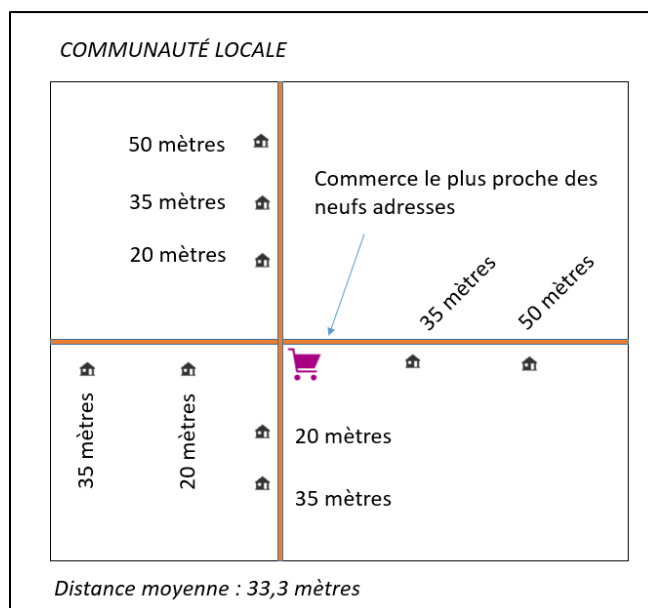 COMMUNAUTÉ LOCALE
50 mètres
35 mètres
20 mètres
Commerce le plus proche des
neufs adresses
35 mètres
50 mètres
35 mètres
20 mètres
20 mètres
35 mètres
Distance moyenne : 33,3 mètres